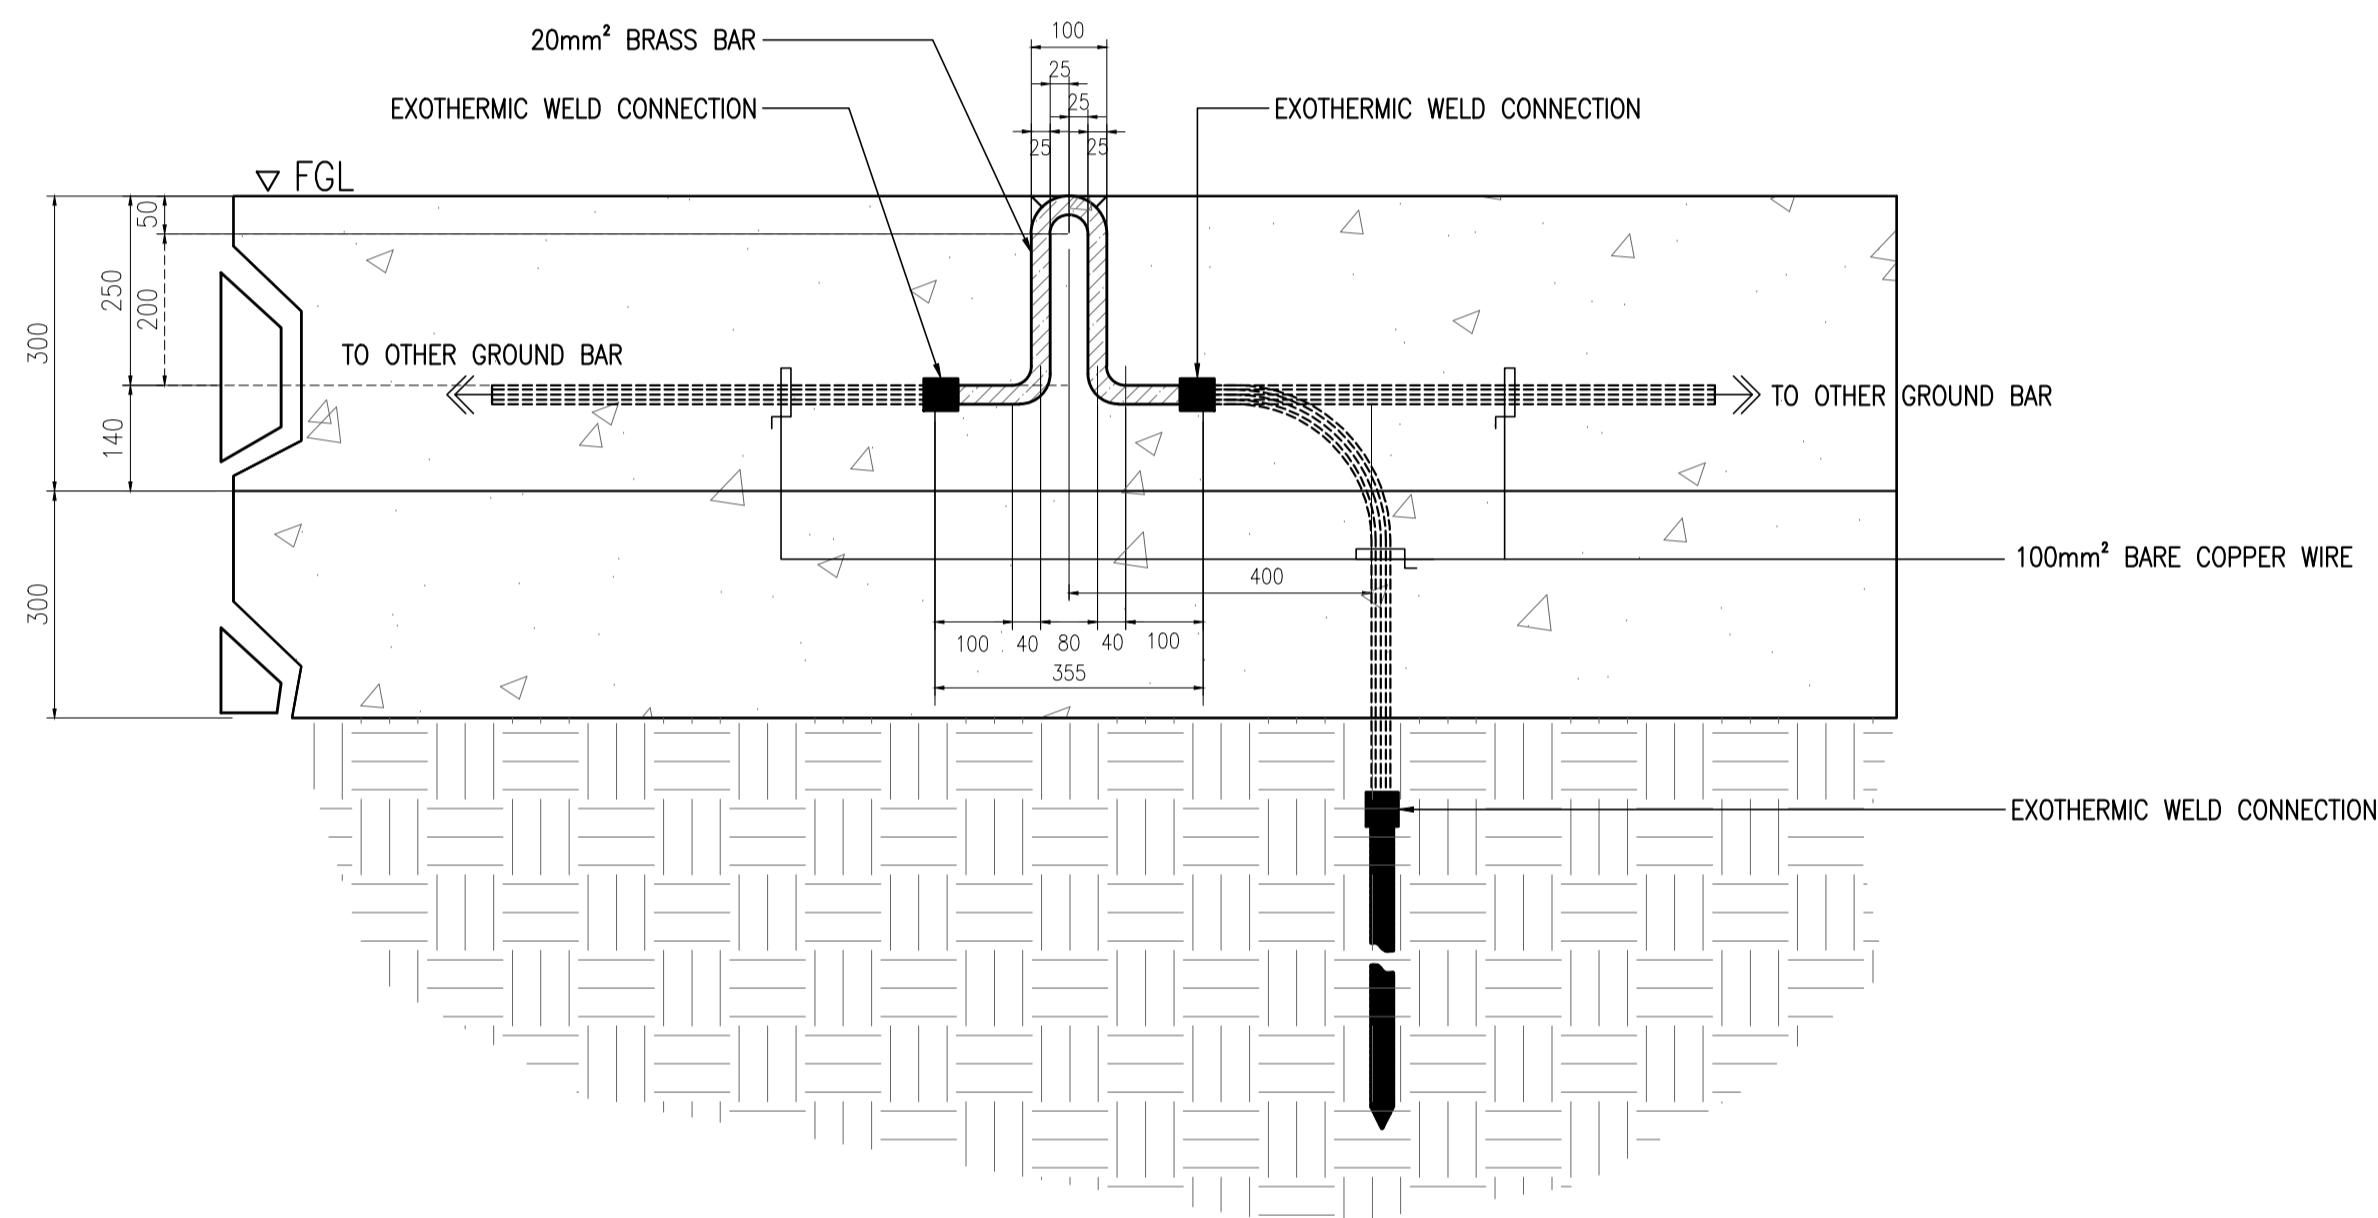 100
20mm² BRASS BAR
25
25
EXOTHERMIC WELD CONNECTION
EXOTHERMIC WELD CONNECTION
25
25
FGL
50
250
200
300
TO OTHER GROUND BAR
TO OTHER GROUND BAR
140
100mm² BARE COPPER WIRE
400
300
100 40 80 40 100
355
EXOTHERMIC WELD CONNECTION